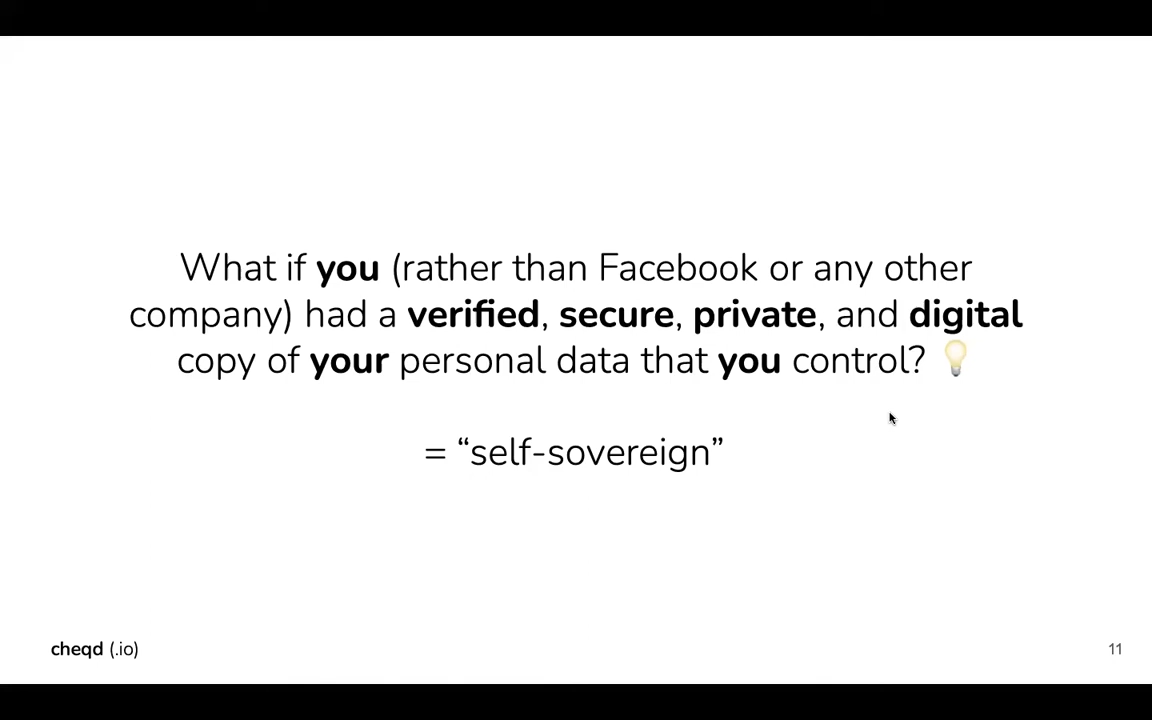 What if you (rather than Facebook or any other
company) had a verified, secure, private, and digital
copy of your personal data that you control? 💡
= “self-sovereign”
cheqd (.io)
11